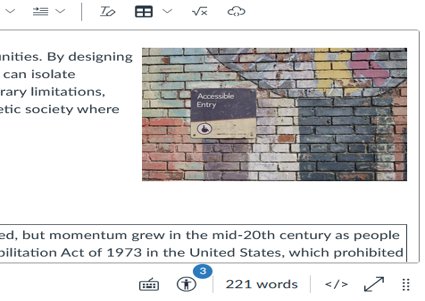 unities. By designing
can isolate
rary limitations,
etic society where
Accessible
Entry
ed, but momentum grew in the mid-20th century as people
bilitation Act of 1973 in the United States, which prohibited
3
221 words
</>